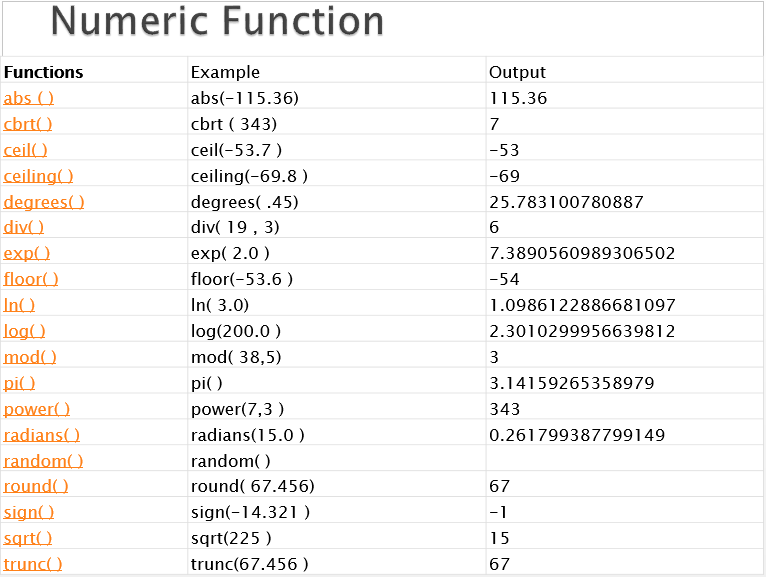 Numeric Function
Functions Example Output
abs ( ) abs(-115.36) 115.36
cbrt( ) cbrt ( 343) 7
ceil( ) ceil(-53.7 ) -53
ceiling( ) ceiling(-69.8 ) -69
degrees( ) degrees( .45) 25.783100780887
div( ) div( 19 , 3) 6
exp( ) exp( 2.0 ) 7.3890560989306502
floor( ) floor(-53.6 ) -54
ln( ) ln( 3.0) 1.0986122886681097
log( ) log(200.0 ) 2.3010299956639812
mod( ) mod( 38,5) 3
pi( ) pi( ) 3.14159265358979
power( ) power(7,3 ) 343
radians( ) radians(15.0 ) 0.261799387799149
random( ) random( )
round( ) round( 67.456) 67
sign( ) sign(-14.321 ) -1
sqrt( ) sqrt(225 ) 15
trunc( ) trunc(67.456 ) 67